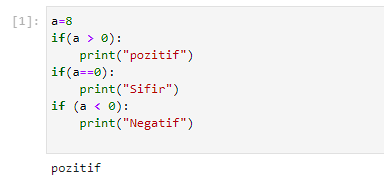 [1]: a=8
if(a > 0):
    print("pozitif")
if(a==0):
    print("Sifir")
if (a < 0):
    print("Negatif")
pozitif